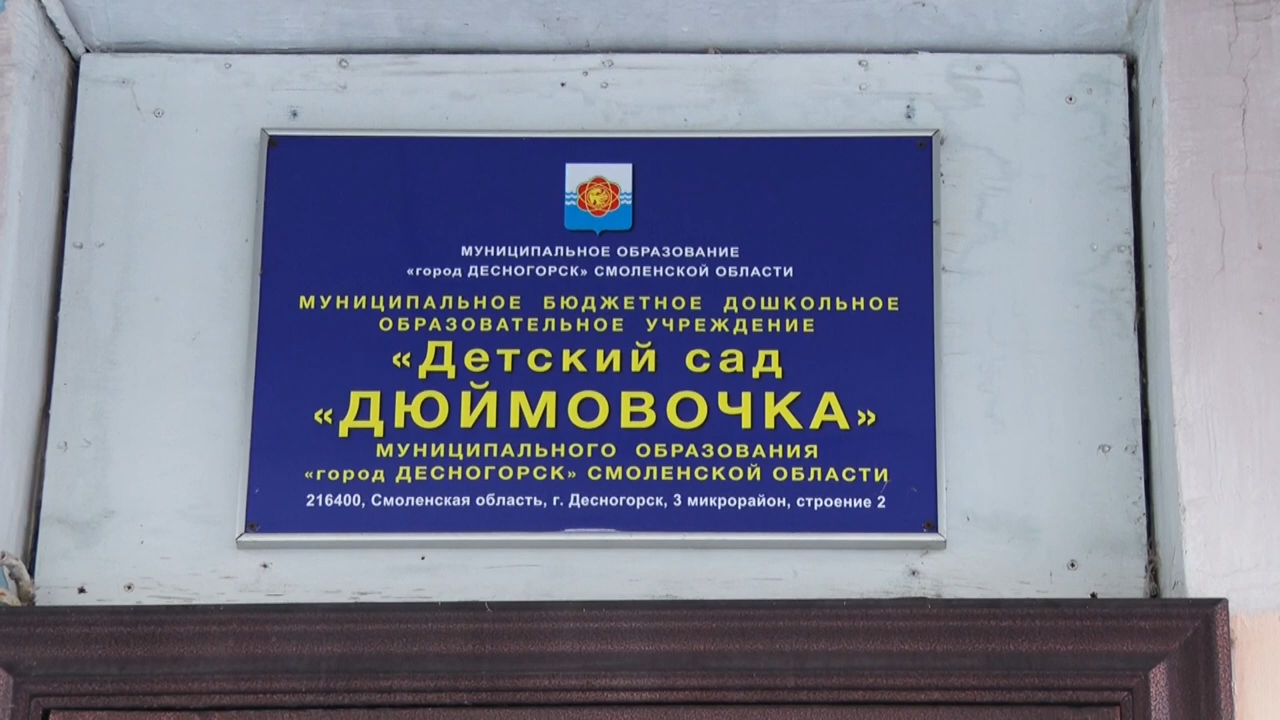 МУНИЦИПАЛЬНОЕ ОБРАЗОВАНИЕ
«город ДЕСНОГОРСК» СМОЛЕНСКОЙ ОБЛАСТИ
МУНИЦИПАЛЬНОЕ БЮДЖЕТНОЕ ДОШКОЛЬНОЕ
ОБРАЗОВАТЕЛЬНОЕ УЧРЕЖДЕНИЕ
«Детский сад
«ДЮЙМОВОЧКА»
МУНИЦИПАЛЬНОГО ОБРАЗОВАНИЯ
«город ДЕСНОГОРСК» СМОЛЕНСКОЙ ОБЛАСТИ
216400, Смоленская область, г. Десногорск, 3 микрорайон, строение 2